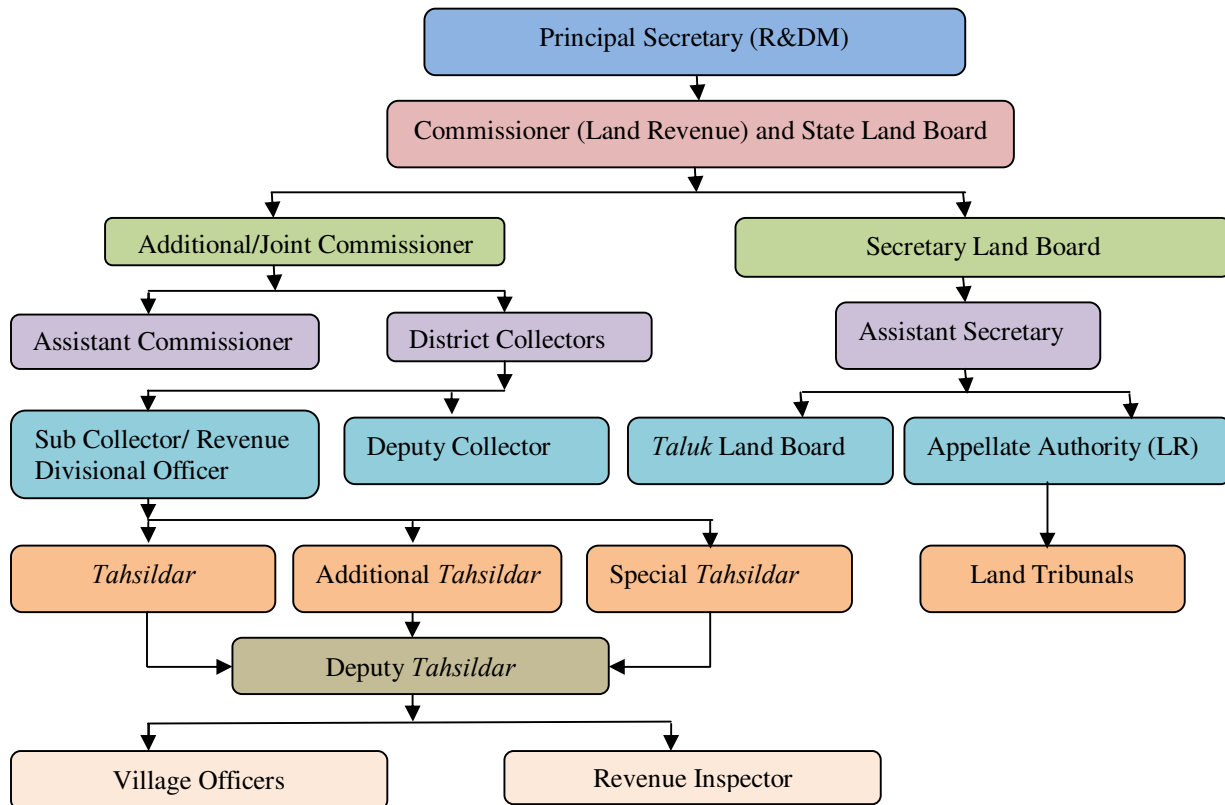 Principal Secretary (R&DM)
Commissioner (Land Revenue) and State Land Board
Additional/Joint Commissioner
Secretary Land Board
Assistant Commissioner
District Collectors
Assistant Secretary
Sub Collector/ Revenue
Divisional Officer
Deputy Collector
Taluk Land Board
Appellate Authority (LR)
Tahsildar
Additional Tahsildar
Special Tahsildar
Land Tribunals
Deputy Tahsildar
Village Officers
Revenue Inspector